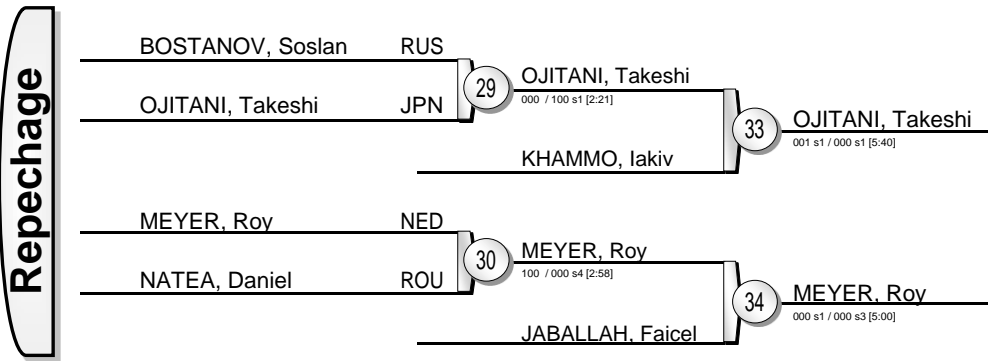 Repechage
BOSTANOV, Soslan RUS
OJITANI, Takeshi JPN
29
OJITANI, Takeshi
000 / 100 s1 [2:21]
KHAMMO, Iakiv
33
OJITANI, Takeshi
001 s1 / 000 s1 [5:40]
MEYER, Roy NED
NATEA, Daniel ROU
30
MEYER, Roy
100 / 000 s4 [2:58]
JABALLAH, Faicel
34
MEYER, Roy
000 s1 / 000 s3 [5:00]